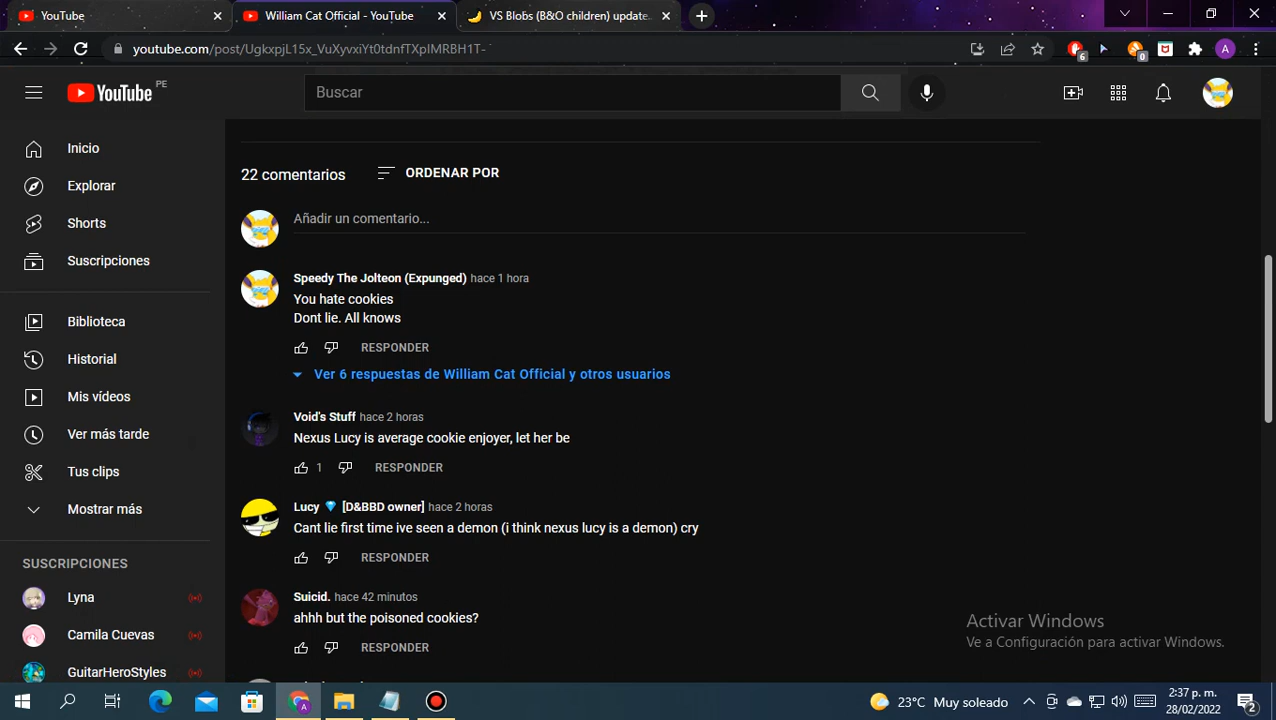 YouTube
William Cat Official - YouTube
VS Blobs (B&O children) update.
youtube.com/post/UgkxpjL15x_VuXyvxiYt0tdnfTXpIMRBH1T-
6
0
A
YouTube PE
Buscar
Inicio
Explorar
Shorts
Suscripciones
Biblioteca
Historial
Mis vídeos
Ver más tarde
Tus clips
Mostrar más
SUSCRIPCIONES
Lyna
Camila Cuevas
GuitarHeroStyles
22 comentarios
ORDENAR POR
Añadir un comentario...
Speedy The Jolteon (Expunged) hace 1 hora
You hate cookies
Dont lie. All knows
RESPONDER
Ver 6 respuestas de William Cat Official y otros usuarios
Void's Stuff hace 2 horas
Nexus Lucy is average cookie enjoyer, let her be
1 RESPONDER
Lucy 💎 [D&BBD owner] hace 2 horas
Cant lie first time ive seen a demon (i think nexus lucy is a demon) cry
RESPONDER
Suicid. hace 42 minutos
ahhh but the poisoned cookies?
RESPONDER
Activar Windows
Ve a Configuración para activar Windows.
A
23°C Muy soleado
2:37 p. m.
28/02/2022
2